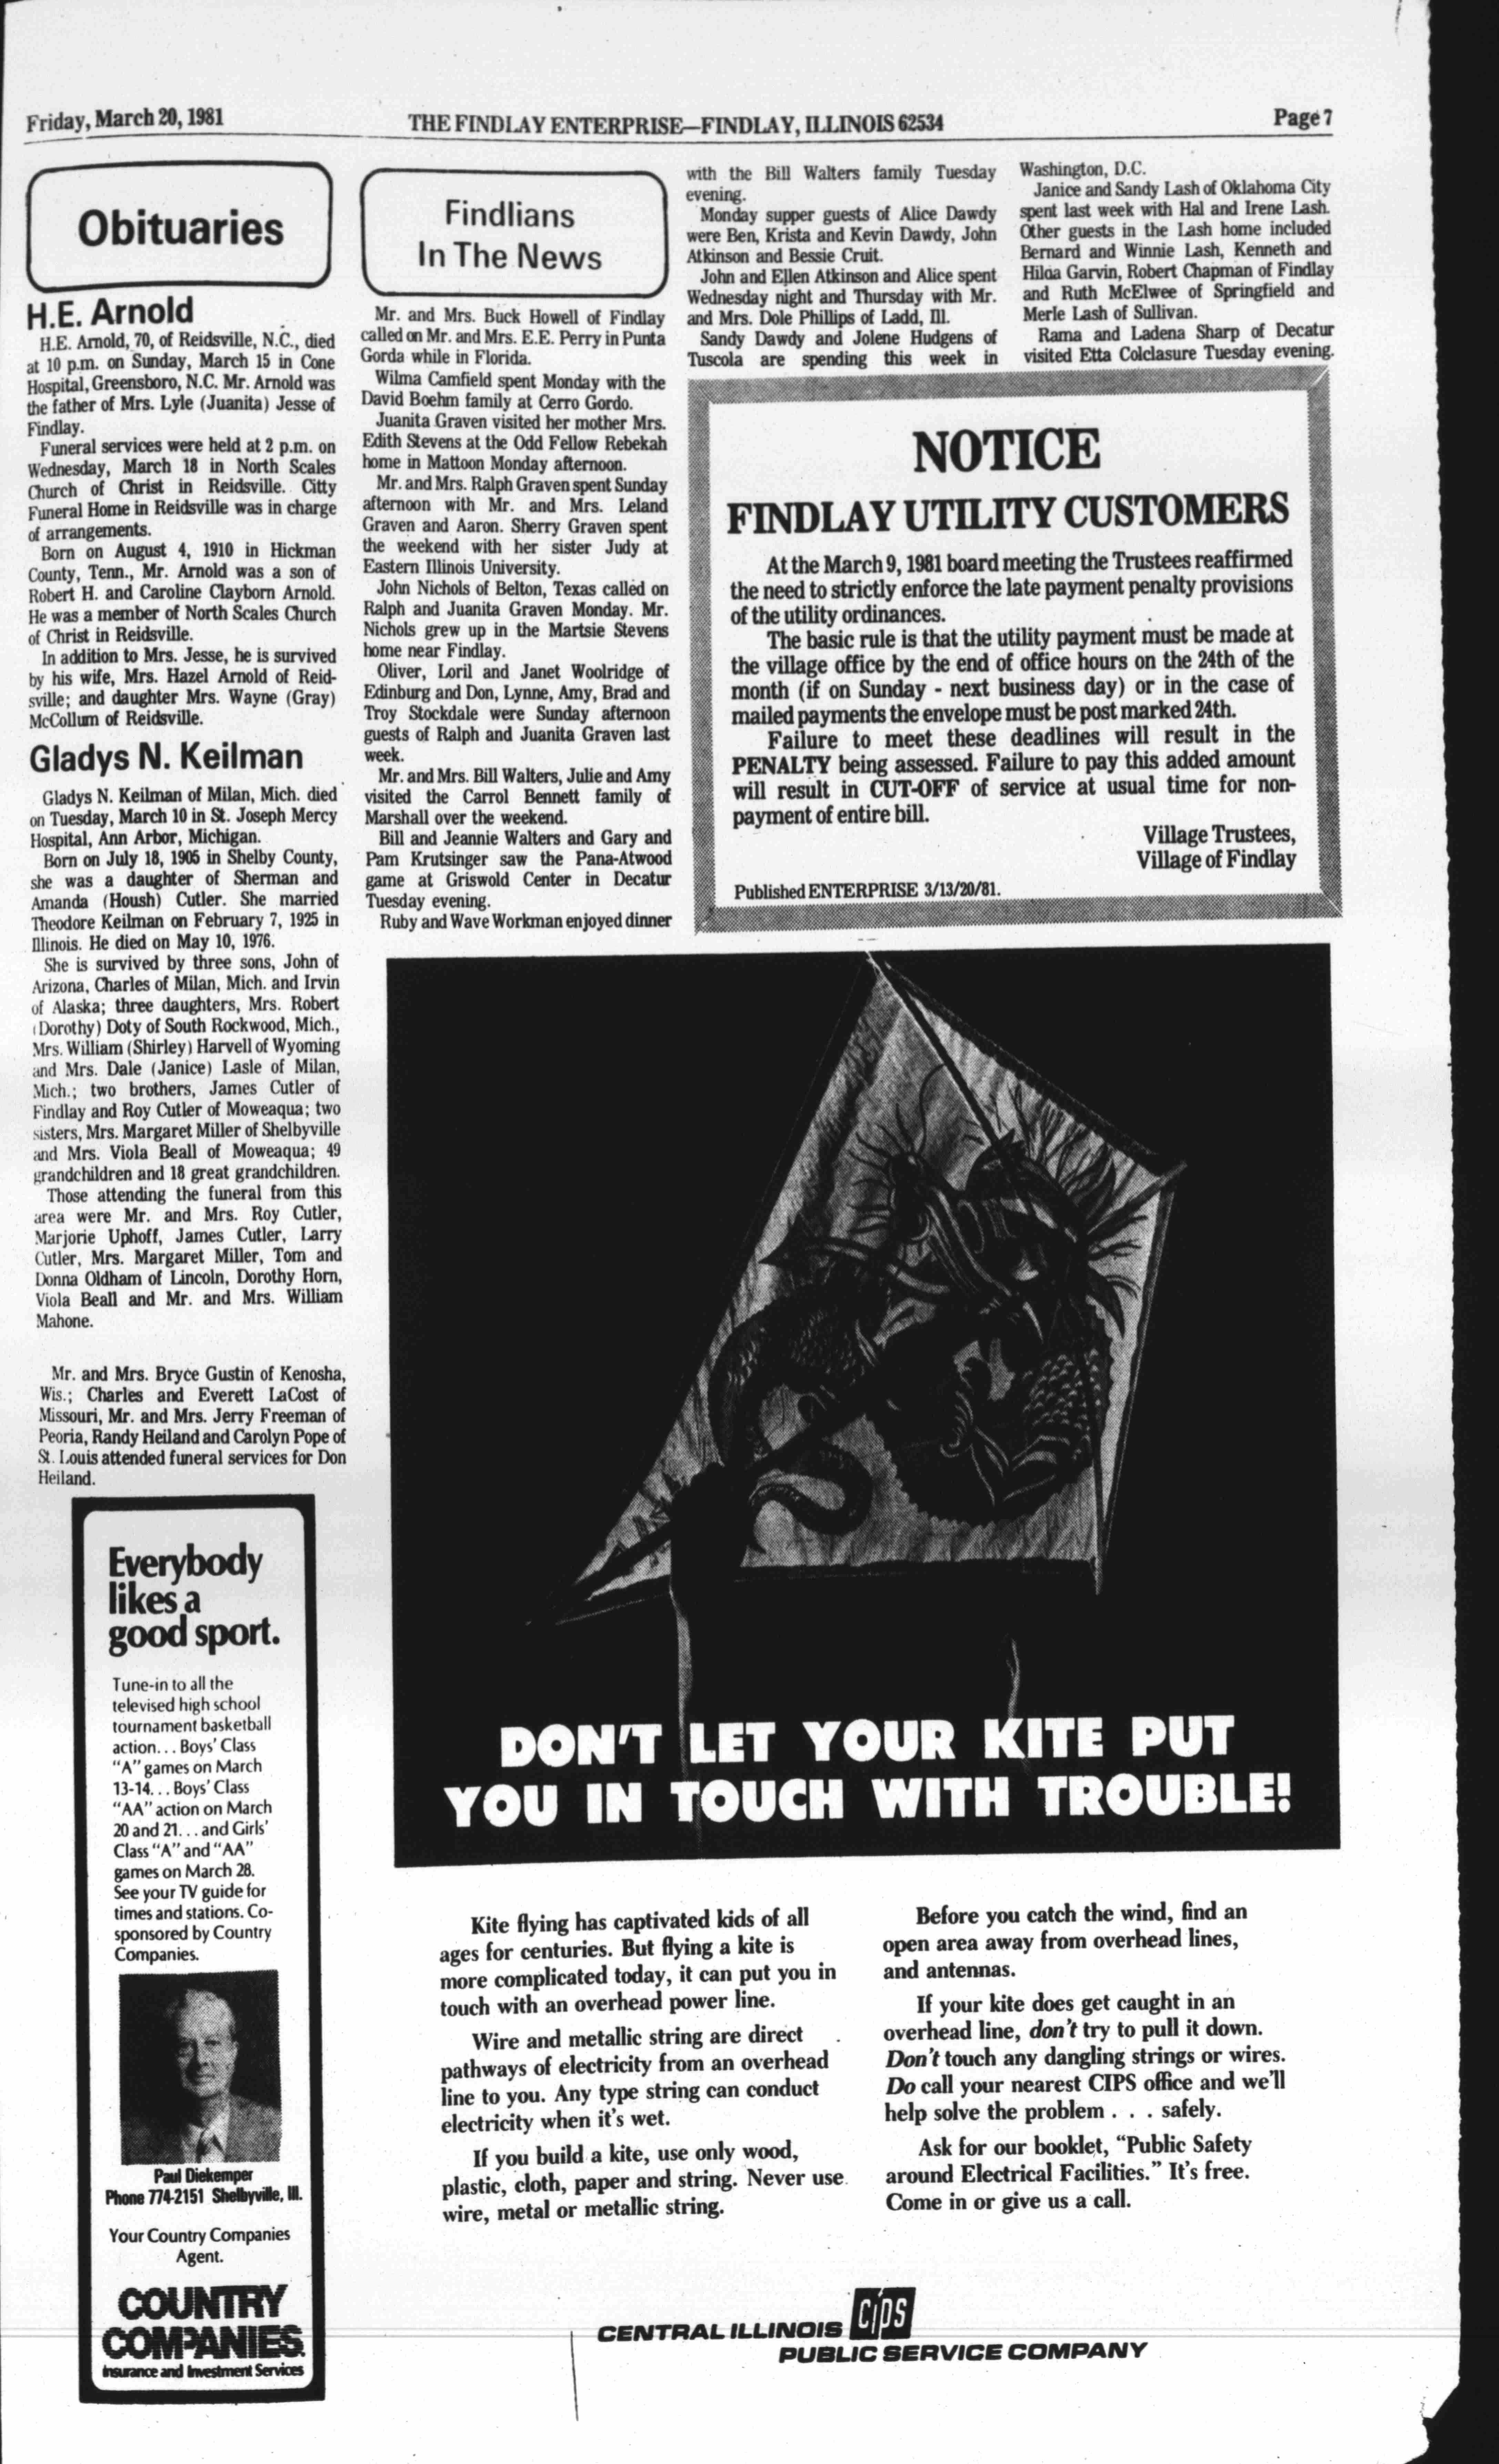 Friday, March 20, 1981
THE FINDLAY ENTERPRISE—FINDLAY, ILLINOIS 62534
Page 7
Obituaries
H.E. Arnold
H.E. Arnold, 70, of Reidsville, N.C., died
at 10 p.m. on Sunday, March 15 in Cone
Hospital, Greensboro, N.C. Mr. Arnold was
the father of Mrs. Lyle (Juanita) Jesse of
Findlay.
Funeral services were held at 2 p.m. on
Wednesday, March 18 in North Scales
Church of Christ in Reidsville. Citty
Funeral Home in Reidsville was in charge
of arrangements.
Born on August 4, 1910 in Hickman
County, Tenn., Mr. Arnold was a son of
Robert H. and Caroline Clayborn Arnold.
He was a member of North Scales Church
of Christ in Reidsville.
In addition to Mrs. Jesse, he is survived
by his wife, Mrs. Hazel Arnold of Reid-
sville; and daughter Mrs. Wayne (Gray)
McCollum of Reidsville.
Gladys N. Keilman
Gladys N. Keilman of Milan, Mich. died
on Tuesday, March 10 in St. Joseph Mercy
Hospital, Ann Arbor, Michigan.
Born on July 18, 1905 in Shelby County,
she was a daughter of Sherman and
Amanda (Housh) Cutler. She married
Theodore Keilman on February 7, 1925 in
Illinois. He died on May 10, 1976.
She is survived by three sons, John of
Arizona, Charles of Milan, Mich. and Irvin
of Alaska; three daughters, Mrs. Robert
(Dorothy) Doty of South Rockwood, Mich.,
Mrs. William (Shirley) Harvell of Wyoming
and Mrs. Dale (Janice) Lasle of Milan,
Mich.; two brothers, James Cutler of
Findlay and Roy Cutler of Moweaqua; two
sisters, Mrs. Margaret Miller of Shelbyville
and Mrs. Viola Beall of Moweaqua; 49
grandchildren and 18 great grandchildren.
Those attending the funeral from this
area were Mr. and Mrs. Roy Cutler,
Marjorie Uphoff, James Cutler, Larry
Cutler, Mrs. Margaret Miller, Tom and
Donna Oldham of Lincoln, Dorothy Horn,
Viola Beall and Mr. and Mrs. William
Mahone.
Mr. and Mrs. Bryce Gustin of Kenosha,
Wis.; Charles and Everett LaCost of
Missouri, Mr. and Mrs. Jerry Freeman of
Peoria, Randy Heiland and Carolyn Pope of
St. Louis attended funeral services for Don
Heiland.
Everybody
likes a
good sport.
Tune-in to all the
televised high school
tournament basketball
action... Boys' Class
"A" games on March
13-14... Boys' Class
"AA" action on March
20 and 21... and Girls'
Class "A" and "AA"
games on March 28.
See your TV guide for
times and stations. Co-
sponsored by Country
Companies.
Paul Diekemper
Phone 774-2151 Shelbyville, Ill.
Your Country Companies
Agent.
COUNTRY
COMPANIES.
Insurance and Investment Services
Findlians
In The News
Mr. and Mrs. Buck Howell of Findlay
called on Mr. and Mrs. E.E. Perry in Punta
Gorda while in Florida.
Wilma Camfield spent Monday with the
David Boehm family at Cerro Gordo.
Juanita Graven visited her mother Mrs.
Edith Stevens at the Odd Fellow Rebekah
home in Mattoon Monday afternoon.
Mr. and Mrs. Ralph Graven spent Sunday
afternoon with Mr. and Mrs. Leland
Graven and Aaron. Sherry Graven spent
the weekend with her sister Judy at
Eastern Illinois University.
John Nichols of Belton, Texas called on
Ralph and Juanita Graven Monday. Mr.
Nichols grew up in the Martsie Stevens
home near Findlay.
Oliver, Loril and Janet Woolridge of
Edinburg and Don, Lynne, Amy, Brad and
Troy Stockdale were Sunday afternoon
guests of Ralph and Juanita Graven last
week.
Mr. and Mrs. Bill Walters, Julie and Amy
visited the Carrol Bennett family of
Marshall over the weekend.
Bill and Jeannie Walters and Gary and
Pam Krutsinger saw the Pana-Atwood
game at Griswold Center in Decatur
Tuesday evening.
Ruby and Wave Workman enjoyed dinner
with the Bill Walters family Tuesday
evening.
Monday supper guests of Alice Dawdy
were Ben, Krista and Kevin Dawdy, John
Atkinson and Bessie Cruit.
John and Ellen Atkinson and Alice spent
Wednesday night and Thursday with Mr.
and Mrs. Dole Phillips of Ladd, Ill.
Sandy Dawdy and Jolene Hudgens of
Tuscola are spending this week in
Washington, D.C.
Janice and Sandy Lash of Oklahoma City
spent last week with Hal and Irene Lash.
Other guests in the Lash home included
Bernard and Winnie Lash, Kenneth and
Hilda Garvin, Robert Chapman of Findlay
and Ruth McElwee of Springfield and
Merle Lash of Sullivan.
Rama and Ladena Sharp of Decatur
visited Etta Colclasure Tuesday evening.
NOTICE
FINDLAY UTILITY CUSTOMERS
At the March 9, 1981 board meeting the Trustees reaffirmed
the need to strictly enforce the late payment penalty provisions
of the utility ordinances.
The basic rule is that the utility payment must be made at
the village office by the end of office hours on the 24th of the
month (if on Sunday - next business day) or in the case of
mailed payments the envelope must be post marked 24th.
Failure to meet these deadlines will result in the
PENALTY being assessed. Failure to pay this added amount
will result in CUT-OFF of service at usual time for non-
payment of entire bill.
Village Trustees,
Village of Findlay
Published ENTERPRISE 3/13/20/81.
DON'T LET YOUR KITE PUT
YOU IN TOUCH WITH TROUBLE!
Kite flying has captivated kids of all
ages for centuries. But flying a kite is
more complicated today, it can put you in
touch with an overhead power line.
Wire and metallic string are direct
pathways of electricity from an overhead
line to you. Any type string can conduct
electricity when it's wet.
If you build a kite, use only wood,
plastic, cloth, paper and string. Never use
wire, metal or metallic string.
Before you catch the wind, find an
open area away from overhead lines,
and antennas.
If your kite does get caught in an
overhead line, don't try to pull it down.
Don't touch any dangling strings or wires.
Do call your nearest CIPS office and we'll
help solve the problem . . . safely.
Ask for our booklet, "Public Safety
around Electrical Facilities." It's free.
Come in or give us a call.
CENTRAL ILLINOIS CIPS
PUBLIC SERVICE COMPANY